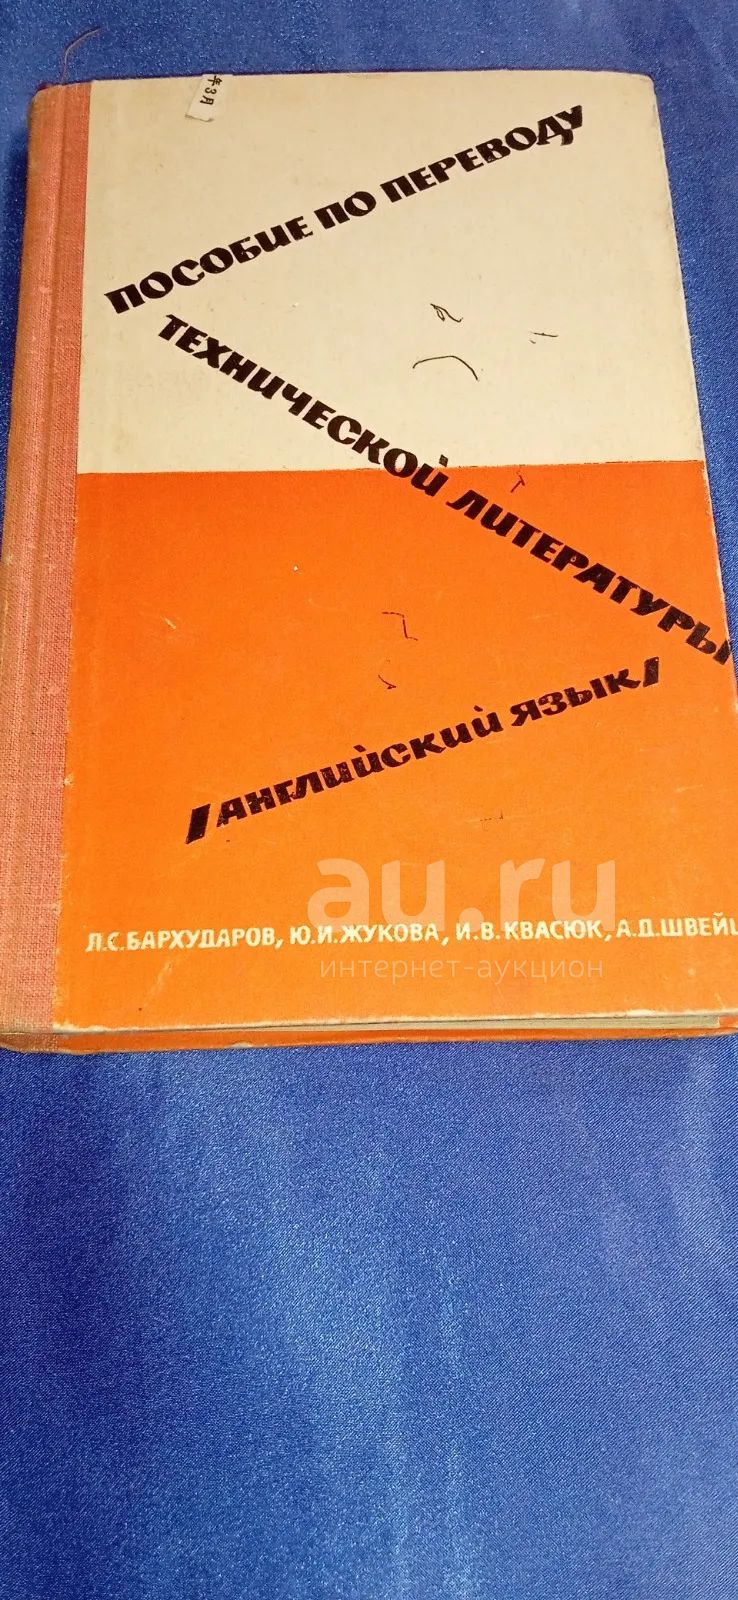 ПОСОБИЕ ПО ПЕРЕВОДУ
ТЕХНИЧЕСКОЙ ЛИТЕРАТУРЫ
/АНГЛИЙСКИЙ ЯЗЫК/
au.ru
Л.С.БАРХУДАРОВ, Ю.И.ЖУКОВА, И.В.КВАСЮК, А.Д.ШВЕЙЦ
интернет-аукцион